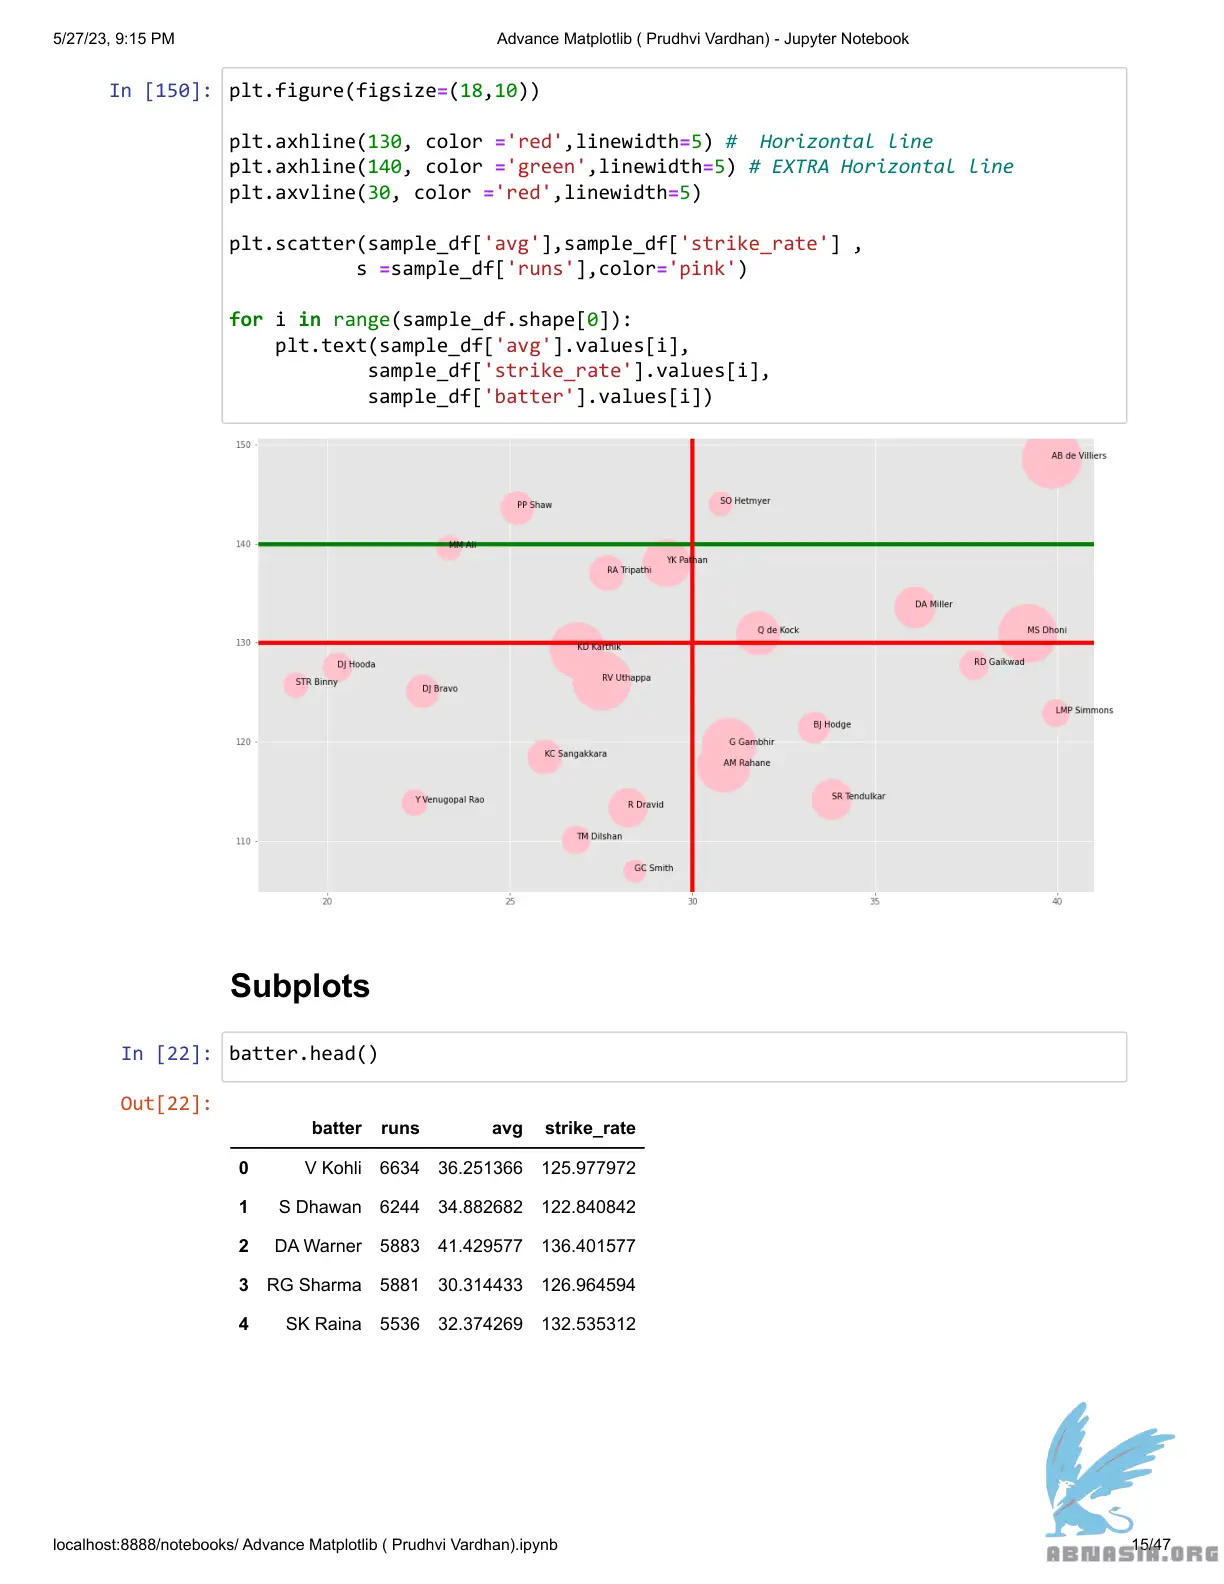 5/27/23, 9:15 PM
Advance Matplotlib ( Prudhvi Vardhan) - Jupyter Notebook
In [150]:
plt.figure(figsize=(18,10))
plt.axhline(130, color ='red',linewidth=5) #  Horizontal line
plt.axhline(140, color ='green',linewidth=5) # EXTRA Horizontal line
plt.axvline(30, color ='red',linewidth=5)
plt.scatter(sample_df['avg'],sample_df['strike_rate'] ,
           s =sample_df['runs'],color='pink')
for i in range(sample_df.shape[0]):
    plt.text(sample_df['avg'].values[i],
            sample_df['strike_rate'].values[i],
            sample_df['batter'].values[i])
150
AB de Villiers
PP Shaw
SO Hetmyer
140
MM Ali
YK Pathan
RA Tripathi
DA Miller
Q de Kock
MS Dhoni
130
KD Karthik
DJ Hooda
RD Gaikwad
STR Binny
RV Uthappa
DJ Bravo
LMP Simmons
BJ Hodge
120
G Gambhir
KC Sangakkara
AM Rahane
Y Venugopal Rao
SR Tendulkar
R Dravid
TM Dilshan
110
GC Smith
20 25 30 35 40
Subplots
In [22]:
batter.head()
Out[22]:
batter runs avg strike_rate
0 V Kohli 6634 36.251366 125.977972
1 S Dhawan 6244 34.882682 122.840842
2 DA Warner 5883 41.429577 136.401577
3 RG Sharma 5881 30.314433 126.964594
4 SK Raina 5536 32.374269 132.535312
localhost:8888/notebooks/ Advance Matplotlib ( Prudhvi Vardhan).ipynb
15/47
ABNASIA.ORG